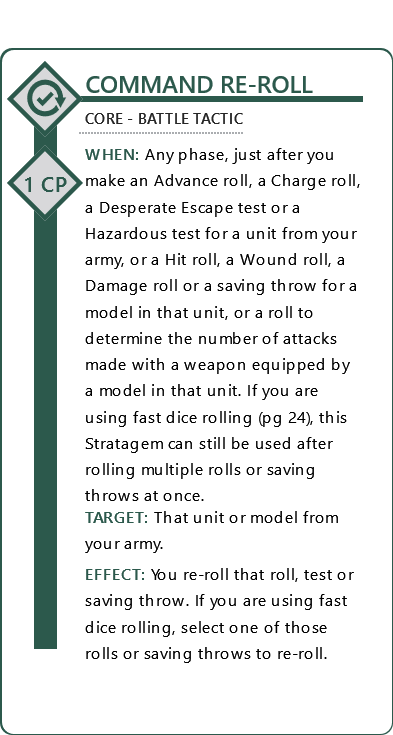 COMMAND RE-ROLL
CORE - BATTLE TACTIC
1 CP
WHEN: Any phase, just after you
make an Advance roll, a Charge roll,
a Desperate Escape test or a
Hazardous test for a unit from your
army, or a Hit roll, a Wound roll, a
Damage roll or a saving throw for a
model in that unit, or a roll to
determine the number of attacks
made with a weapon equipped by
a model in that unit. If you are
using fast dice rolling (pg 24), this
Stratagem can still be used after
rolling multiple rolls or saving
throws at once.
TARGET: That unit or model from
your army.
EFFECT: You re-roll that roll, test or
saving throw. If you are using fast
dice rolling, select one of those
rolls or saving throws to re-roll.